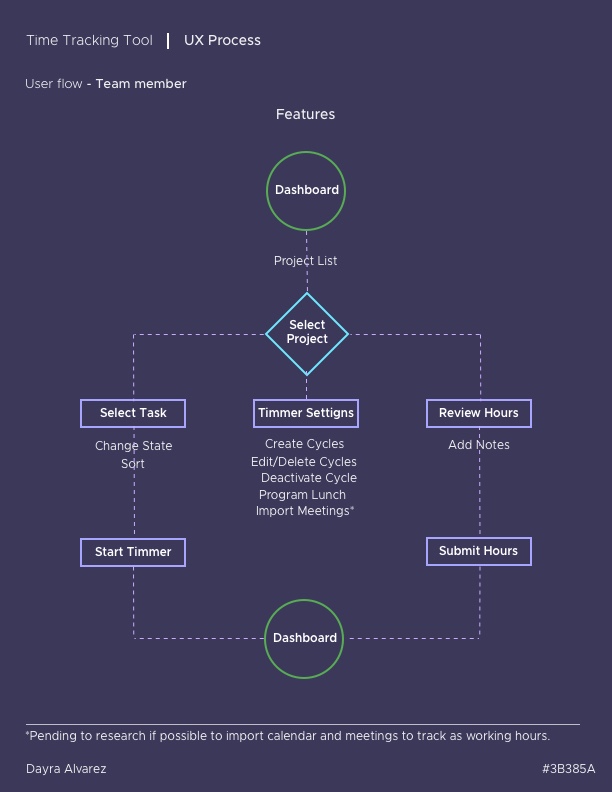 Time Tracking Tool | UX Process
User flow - Team member
Features
Dashboard
Project List
Select
Project
Select Task
Change State
Sort
Timmer Settigns
Create Cycles
Edit/Delete Cycles
Deactivate Cycle
Program Lunch
Import Meetings*
Review Hours
Add Notes
Start Timmer
Submit Hours
Dashboard
*Pending to research if possible to import calendar and meetings to track as working hours.
Dayra Alvarez
#3B385A